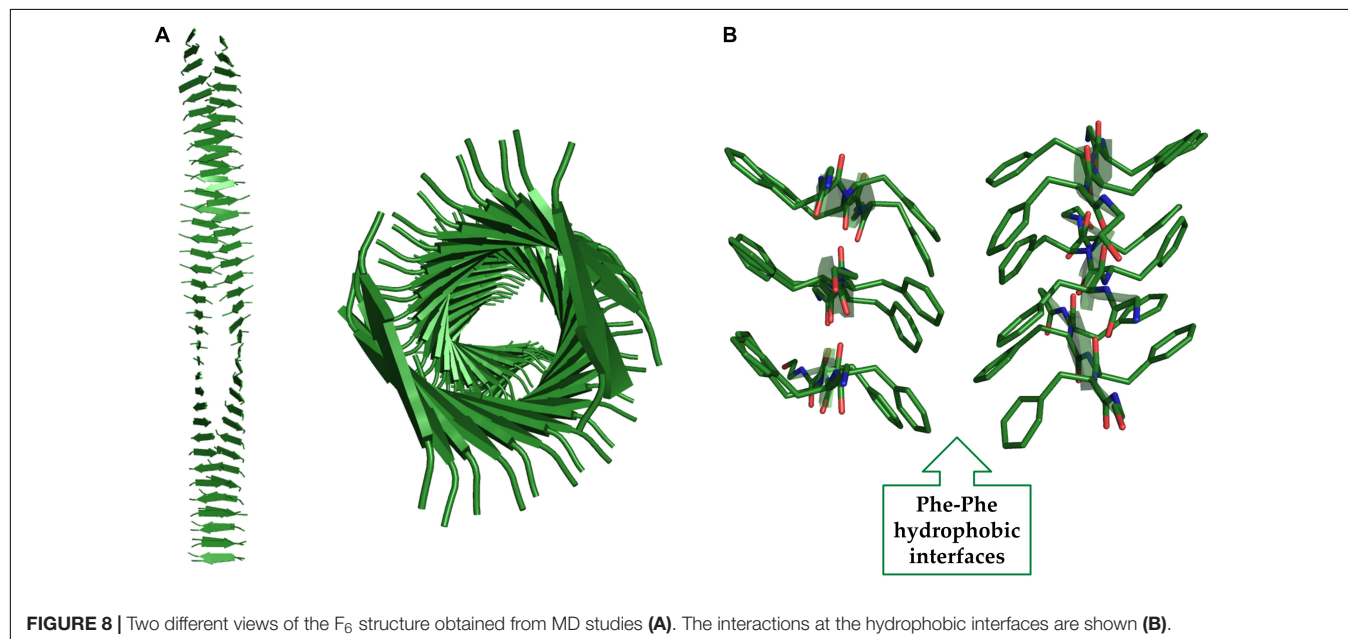 A
B
Phe-Phe
hydrophobic
interfaces
FIGURE 8 | Two different views of the F₆ structure obtained from MD studies (A). The interactions at the hydrophobic interfaces are shown (B).